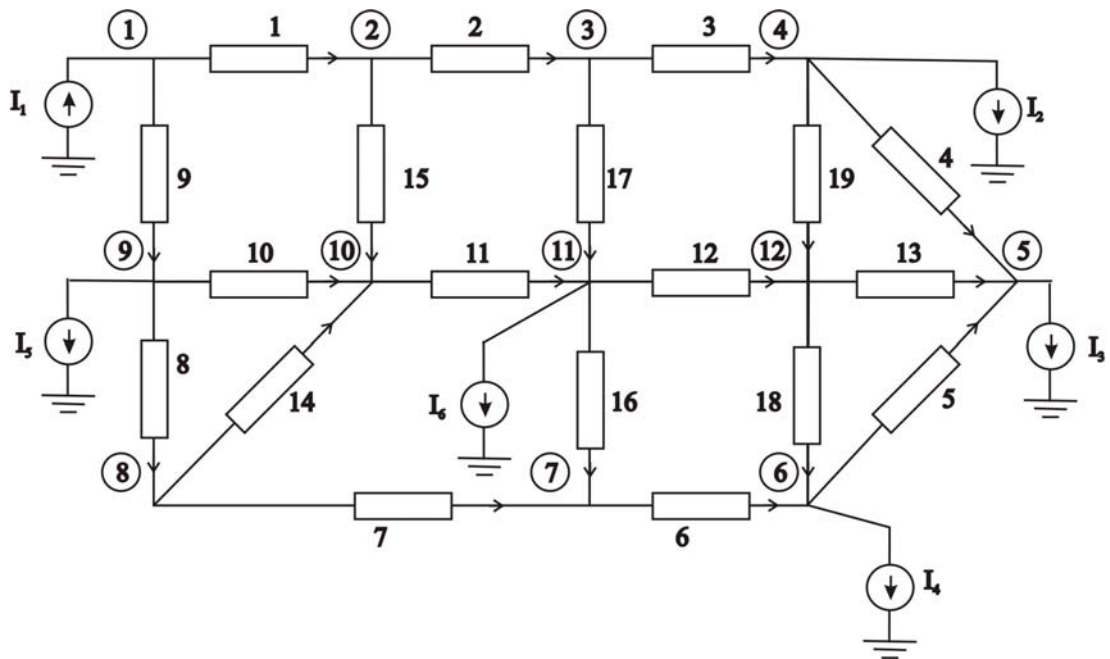 ① 1 ② 2 ③ 3 ④
I₁ I₂
4
9 15 17 19
⑨ 10 ⑩ 11 ⑪ 12 ⑫ 13 ⑤
I₅ I₃
8 14 I₆ 16 18 5
⑧ ⑦ ⑥
7 6
I₄